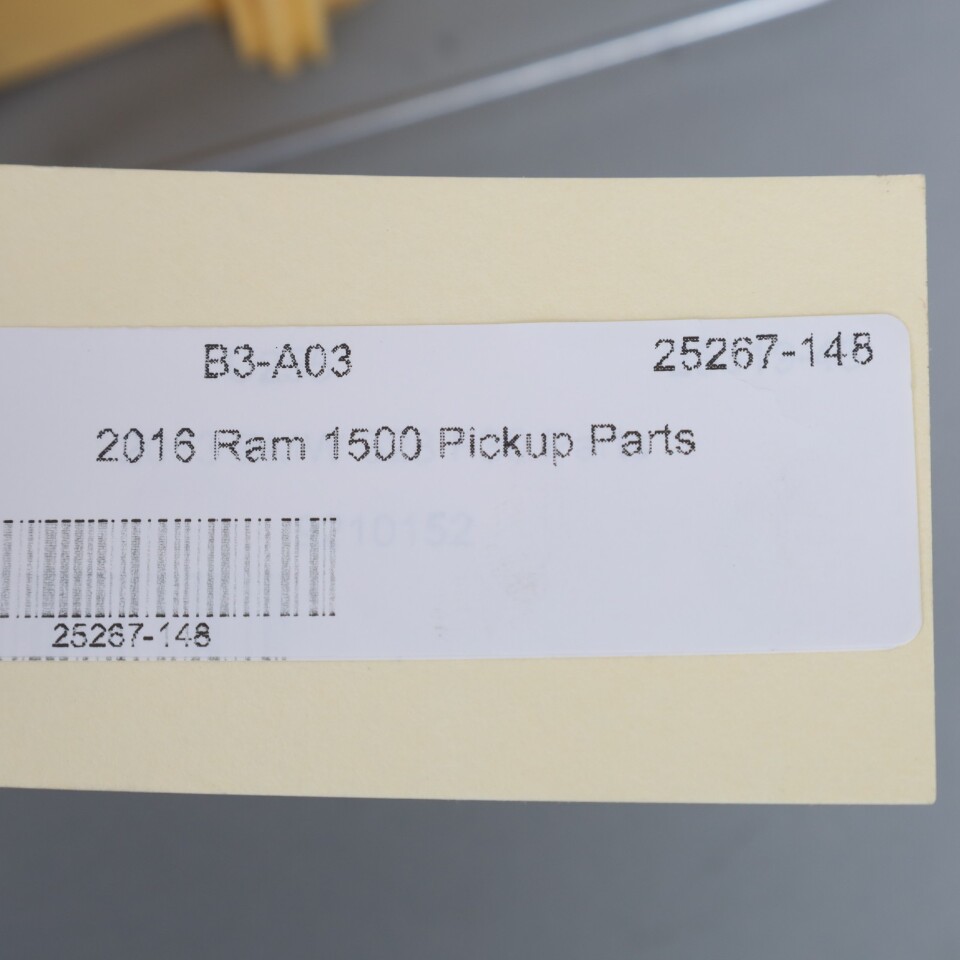 B3-A03 25267-148
2016 Ram 1500 Pickup Parts
25267-148